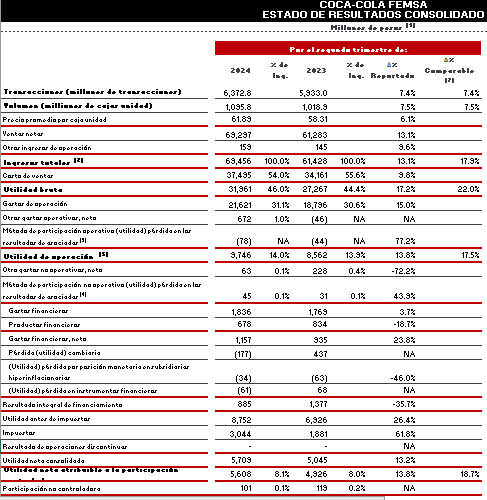 COCA-COLA FEMSA
ESTADO DE RESULTADOS CONSOLIDADO
Millones de pesos (1)
Por el segundo trimestre de:
2024 % de Ing. 2023 % de Ing. Δ% Reportado Δ% Comparable (7)
Transacciones (millones de transacciones) 6,372.8 5,933.0 7.4% 7.4%
Volumen (millones de cajas unidad) 1,095.8 1,018.9 7.5% 7.5%
Precio promedio por caja unidad 61.89 58.31 6.1%
Ventas netas 69,297 61,283 13.1%
Otros ingresos de operación 159 145 9.6%
Ingresos totales (2) 69,456 100.0% 61,428 100.0% 13.1% 17.9%
Costo de ventas 37,495 54.0% 34,161 55.6% 9.8%
Utilidad bruta 31,961 46.0% 27,267 44.4% 17.2% 22.0%
Gastos de operación 21,621 31.1% 18,796 30.6% 15.0%
Otros gastos operativos, neto 672 1.0% (46) NA NA
Método de participación operativa (utilidad) pérdida en los
resultados de asociadas (3) (78) NA (44) NA 77.2%
Utilidad de operación (5) 9,746 14.0% 8,562 13.9% 13.8% 17.5%
Otros gastos no operativos, neto 63 0.1% 228 0.4% -72.2%
Método de participación no operativa (utilidad) pérdida en los
resultados de asociadas (4) 45 0.1% 31 0.1% 43.9%
Gastos financieros 1,836 1,769 3.7%
Productos financieros 678 834 -18.7%
Gastos financieros, neto 1,157 935 23.8%
Pérdida (utilidad) cambiaria (177) 437 NA
(Utilidad) pérdida por posición monetaria en subsidiarias
hiperinflacionarias (34) (63) -46.0%
(Utilidad) pérdida en instrumentos financieros (61) 68 NA
Resultado integral de financiamiento 885 1,377 -35.7%
Utilidad antes de impuestos 8,752 6,926 26.4%
Impuestos 3,044 1,881 61.8%
Resultado de operaciones discontinuas - - NA
Utilidad neta consolidada 5,709 5,045 13.2%
Utilidad neta atribuible a la participación 5,608 8.1% 4,926 8.0% 13.8% 18.7%
Participación no controladora 101 0.1% 119 0.2% NA